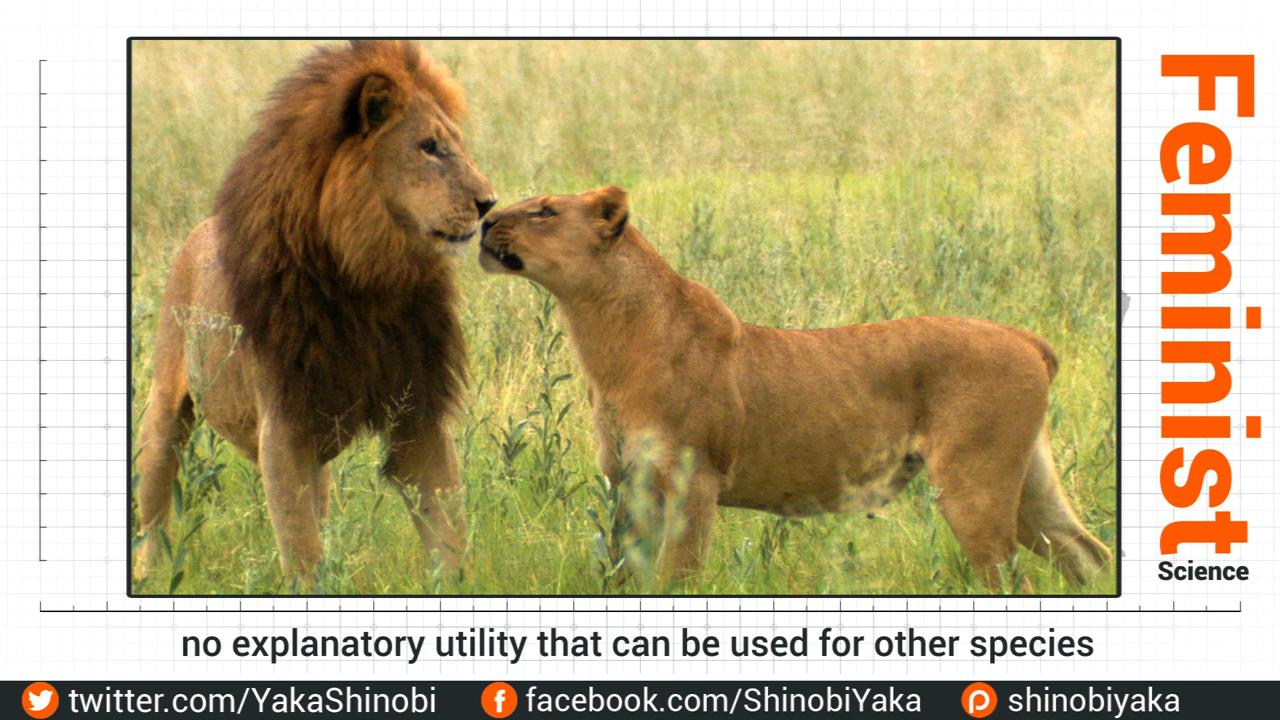 Feminist
Science
no explanatory utility that can be used for other species
twitter.com/YakaShinobi facebook.com/ShinobiYaka shinobiyaka